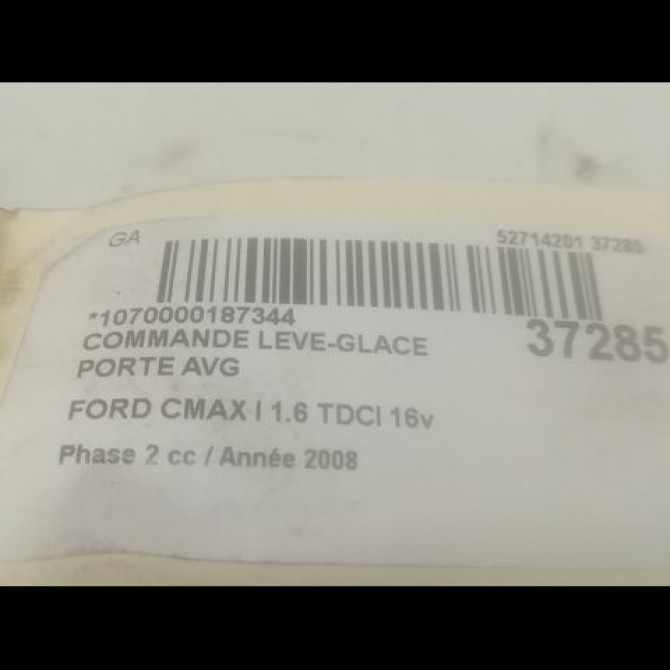 GA
52714201 37285
*1070000187344
37285
COMMANDE LEVE-GLACE
PORTE AVG
FORD CMAX I 1.6 TDCI 16v
Phase 2 cc / Année 2008